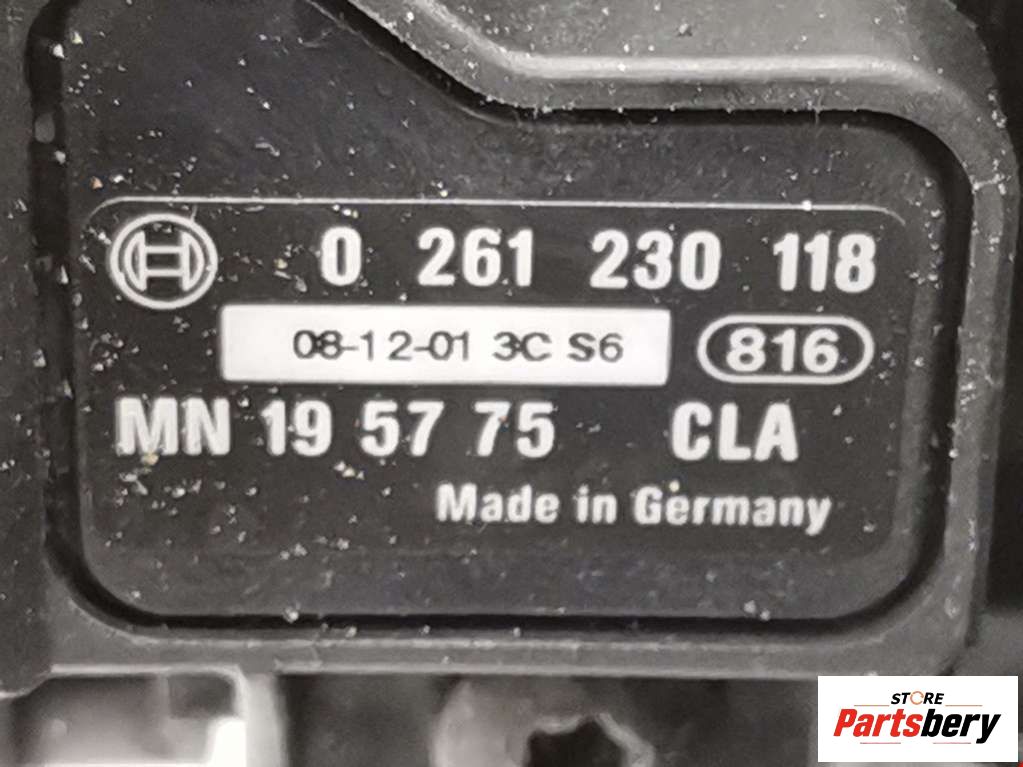 0 261 230 118
08-12-01 3C S6 816
MN 19 57 75 CLA
Made in Germany
STORE
Partsbery